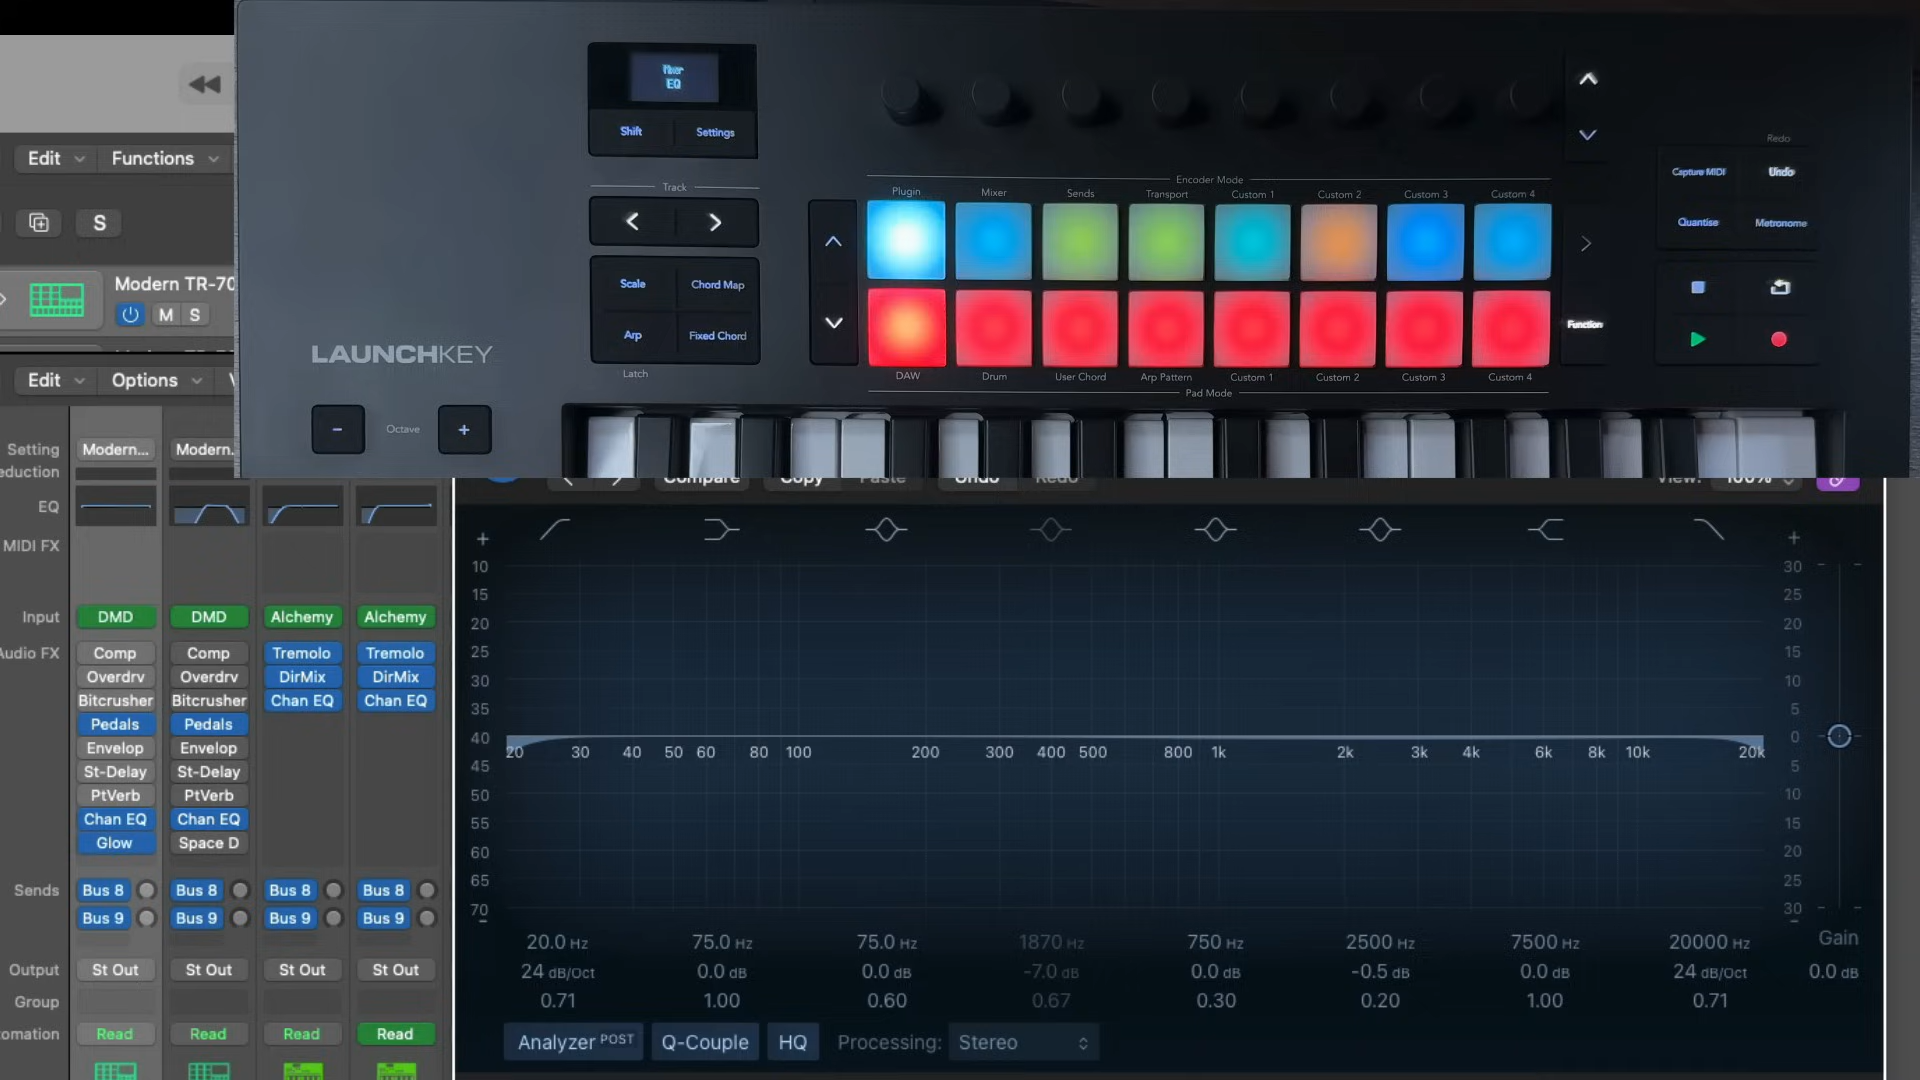 Mixer
EQ
Shift
Settings
Redo
Capture MIDI
Undo
Quantise
Metronome
Track
Encoder Mode
Plugin
Mixer
Sends
Transport
Custom 1
Custom 2
Custom 3
Custom 4
Scale
Chord Map
Arp
Fixed Chord
Latch
Function
LAUNCHKEY
DAW
Drum
User Chord
Arp Pattern
Custom 1
Custom 2
Custom 3
Custom 4
Pad Mode
-
Octave
+
Edit
Functions
S
Modern TR-70
M
S
Edit
Options
Setting
Modern...
Modern.
eduction
EQ
MIDI FX
Input
DMD
DMD
Alchemy
Alchemy
Audio FX
Comp
Comp
Tremolo
Tremolo
Overdrv
Overdrv
DirMix
DirMix
Bitcrusher
Bitcrusher
Chan EQ
Chan EQ
Pedals
Pedals
Envelop
Envelop
St-Delay
St-Delay
PtVerb
PtVerb
Chan EQ
Chan EQ
Glow
Space D
Sends
Bus 8
Bus 8
Bus 8
Bus 8
Bus 9
Bus 9
Bus 9
Bus 9
Output
St Out
St Out
St Out
St Out
Group
omation
Read
Read
Read
Read
Compare
Copy
Paste
Undo
Redo
View:
100%
+
10
15
20
25
30
35
40
45
50
55
60
65
70
-
20
30
40
50
60
80
100
200
300
400
500
800
1k
2k
3k
4k
6k
8k
10k
20k
+
30
25
20
15
10
5
0
5
10
15
20
25
30
-
20.0 Hz
75.0 Hz
75.0 Hz
1870 Hz
750 Hz
2500 Hz
7500 Hz
20000 Hz
Gain
24 dB/Oct
0.0 dB
0.0 dB
-7.0 dB
0.0 dB
-0.5 dB
0.0 dB
24 dB/Oct
0.0 dB
0.71
1.00
0.60
0.67
0.30
0.20
1.00
0.71
Analyzer POST
Q-Couple
HQ
Processing:
Stereo